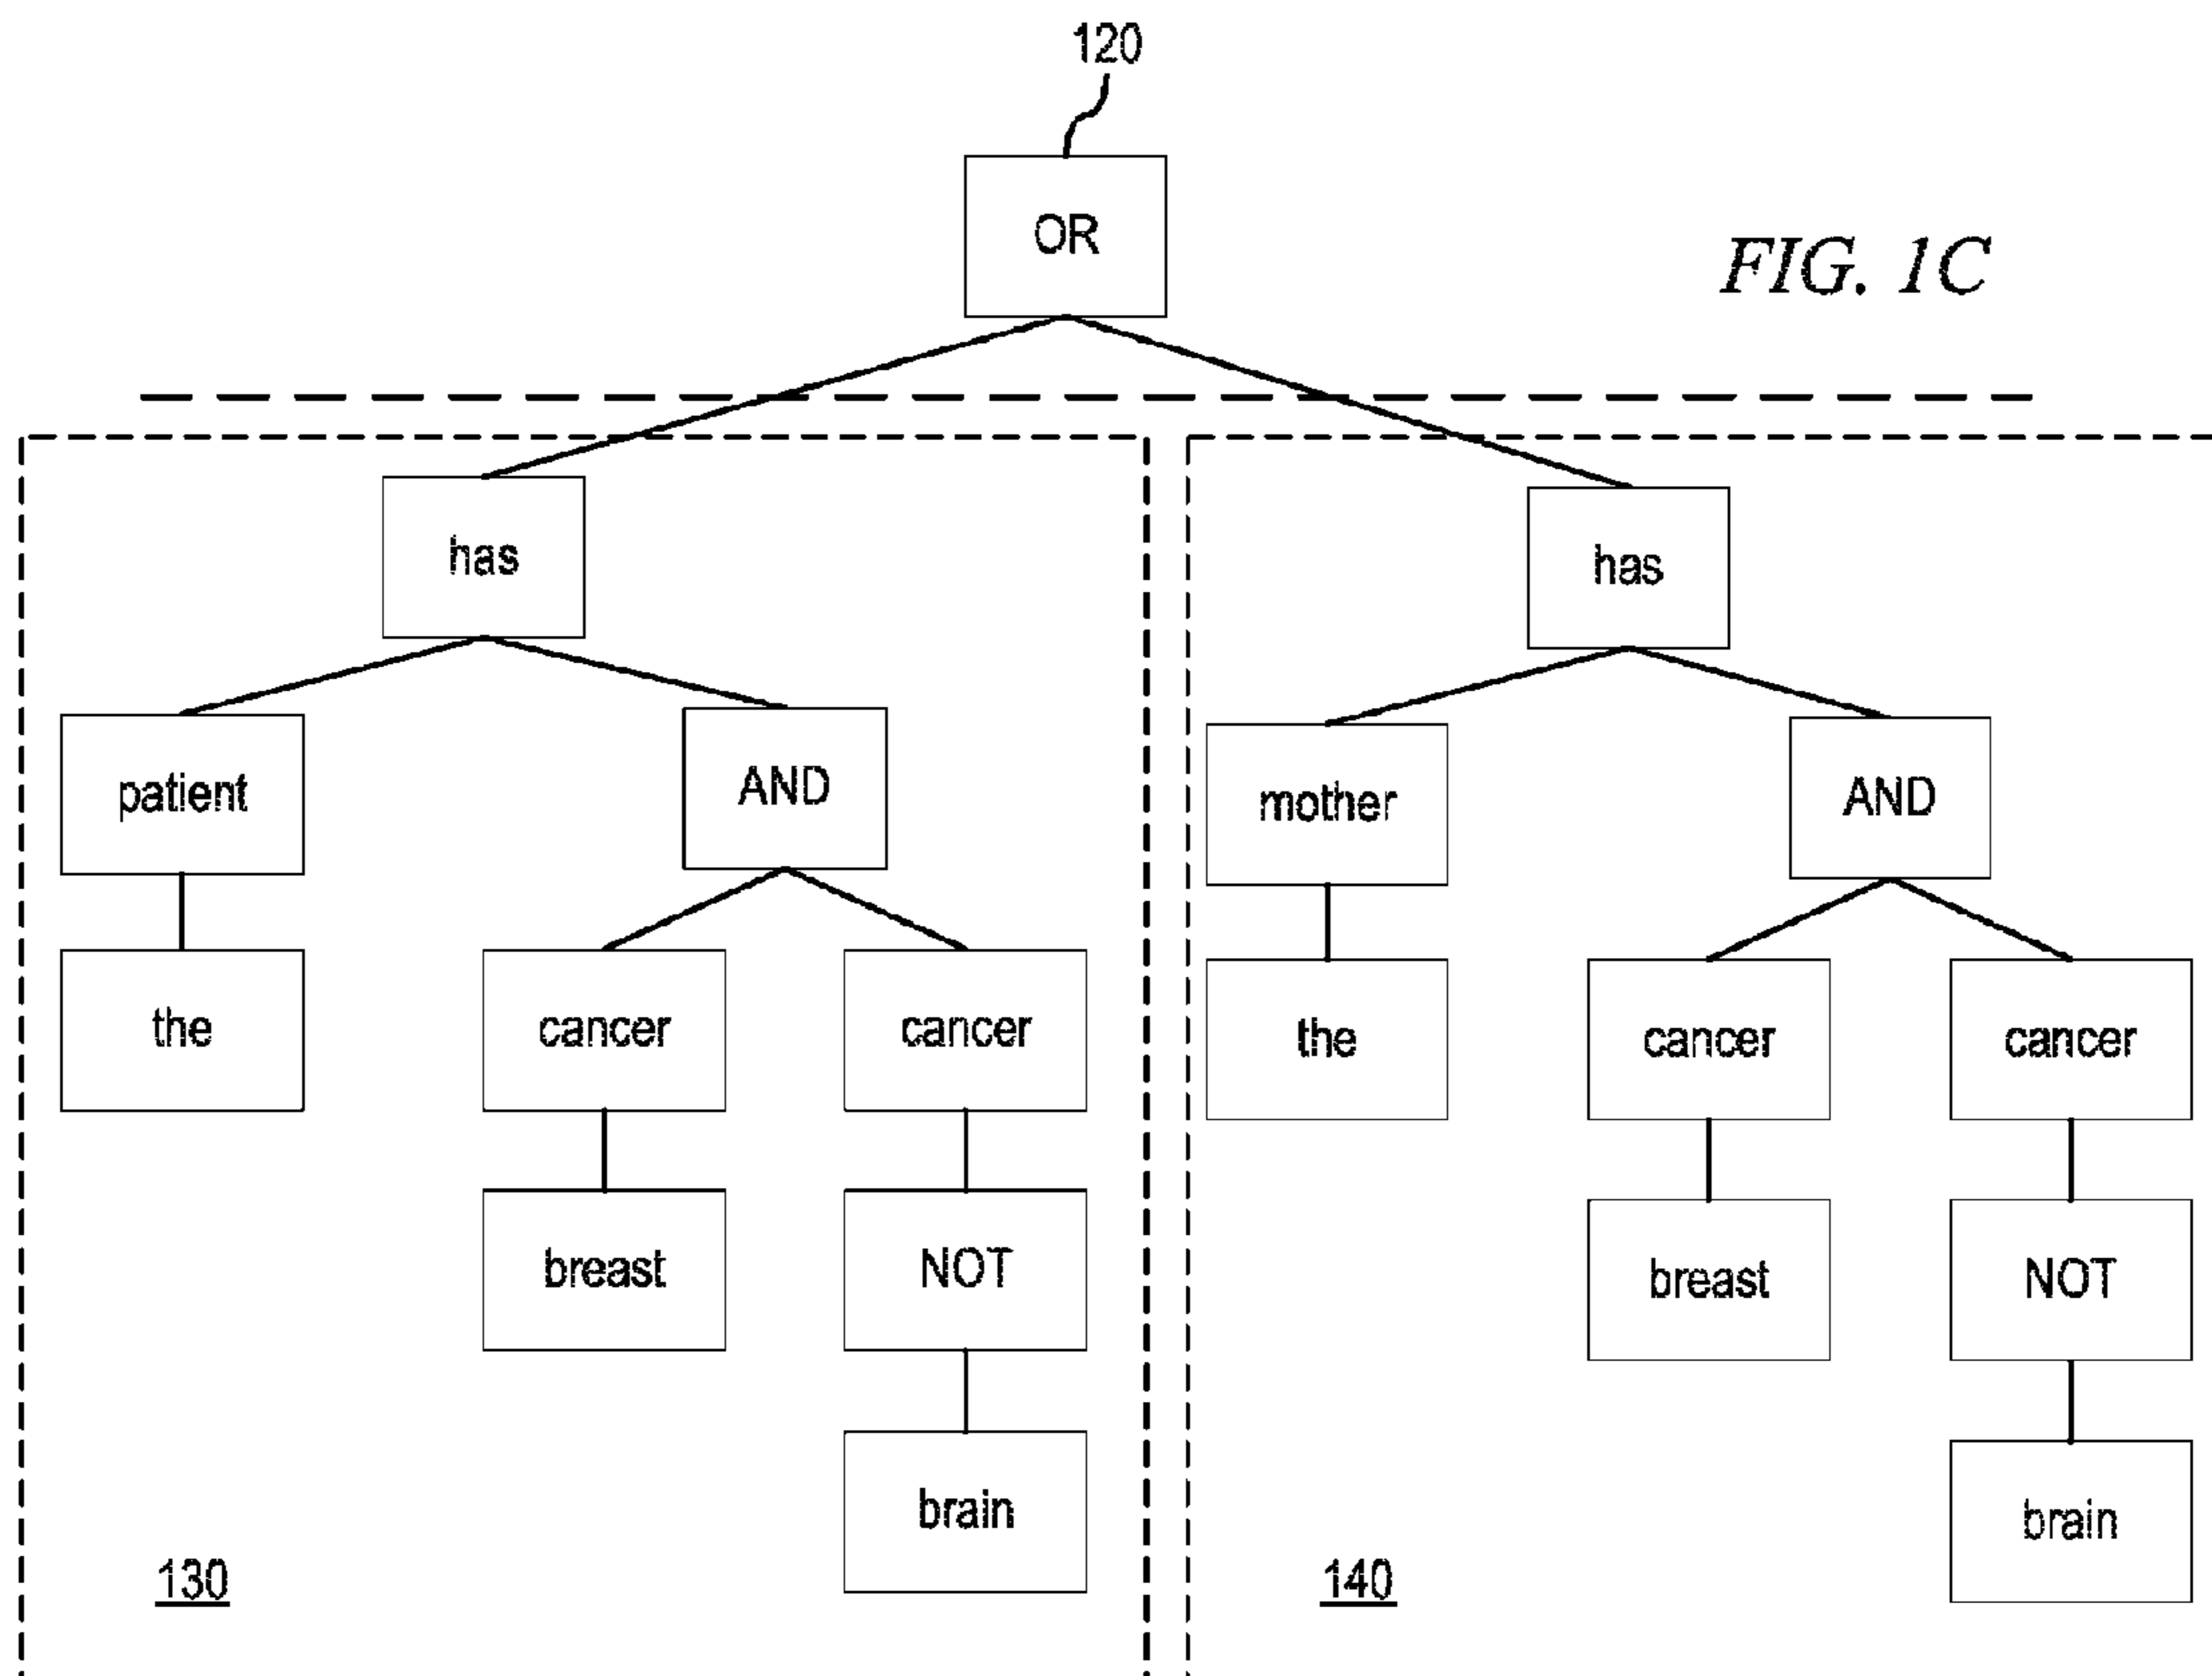 120
OR
FIG. 1C
has
has
patient
AND
mother
AND
the
cancer
cancer
the
cancer
cancer
breast
NOT
breast
NOT
brain
brain
130
140